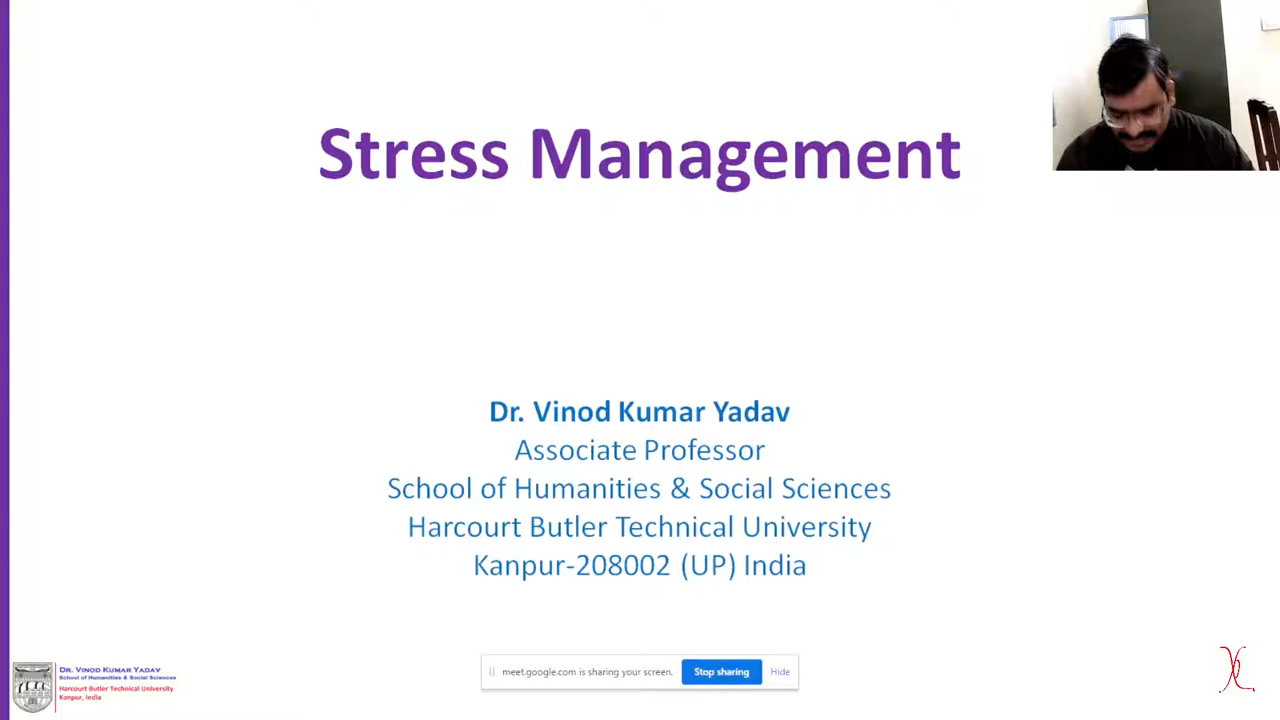 Stress Management
Dr. Vinod Kumar Yadav
Associate Professor
School of Humanities & Social Sciences
Harcourt Butler Technical University
Kanpur-208002 (UP) India
DR. VINOD KUMAR YADAV
School of Humanities & Social Sciences
Harcourt Butler Technical University
Kanpur, India
meet.google.com is sharing your screen.
Stop sharing
Hide